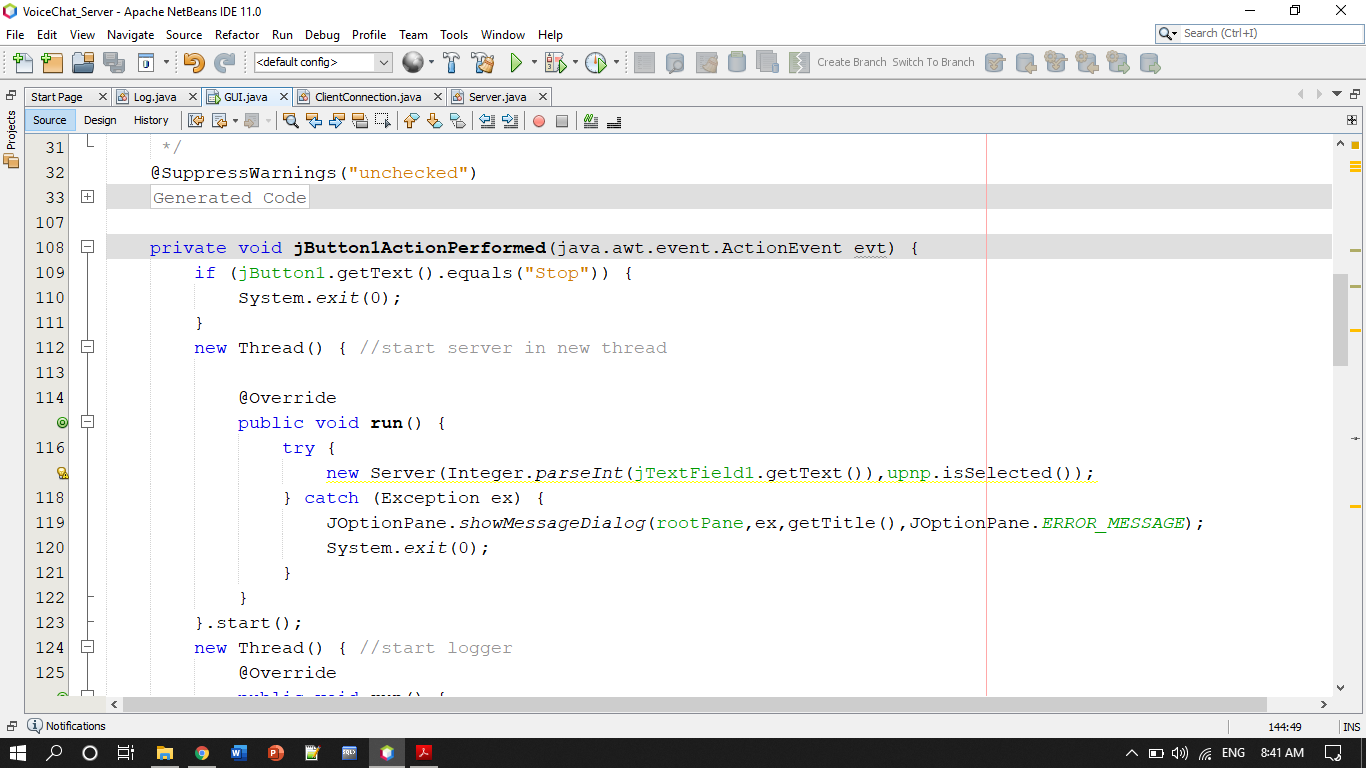 VoiceChat_Server - Apache NetBeans IDE 11.0
File Edit View Navigate Source Refactor Run Debug Profile Team Tools Window Help
Search (Ctrl+I)
<default config>
Create Branch Switch To Branch
Projects
Start Page Log.java GUI.java ClientConnection.java Server.java
Source Design History
31 */
32 @SuppressWarnings("unchecked")
33 Generated Code
107
108 private void jButton1ActionPerformed(java.awt.event.ActionEvent evt) {
109 if (jButton1.getText().equals("Stop")) {
110 System.exit(0);
111 }
112 new Thread() { //start server in new thread
113
114 @Override
public void run() {
116 try {
new Server(Integer.parseInt(jTextField1.getText()),upnp.isSelected());
118 } catch (Exception ex) {
119 JOptionPane.showMessageDialog(rootPane,ex,getTitle(),JOptionPane.ERROR_MESSAGE);
120 System.exit(0);
121 }
122 }
123 }.start();
124 new Thread() { //start logger
125 @Override
public void run() {
Notifications
144:49 INS
ENG 8:41 AM